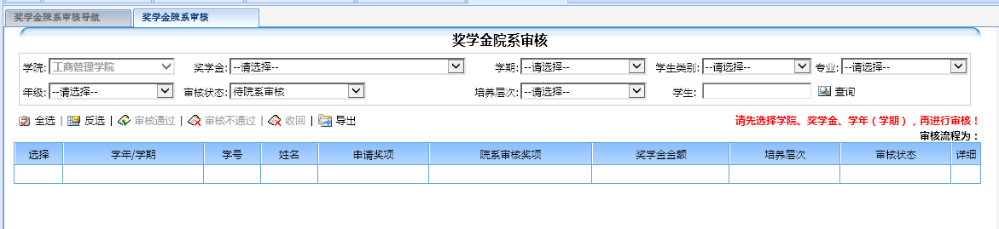 奖学金院系审核导航 奖学金院系审核
奖学金院系审核
学院: 工商管理学院 奖学金: --请选择-- 学期: --请选择-- 学生类别: --请选择-- 专业: --请选择--
年级: --请选择-- 审核状态: 待院系审核 培养层次: --请选择-- 学生: 查询
全选 | 反选 | 审核通过 | 审核不通过 | 收回 | 导出 请先选择学院、奖学金、学年（学期），再进行审核！
审核流程为：
选择 学年/学期 学号 姓名 申请奖项 院系审核奖项 奖学金金额 培养层次 审核状态 详细